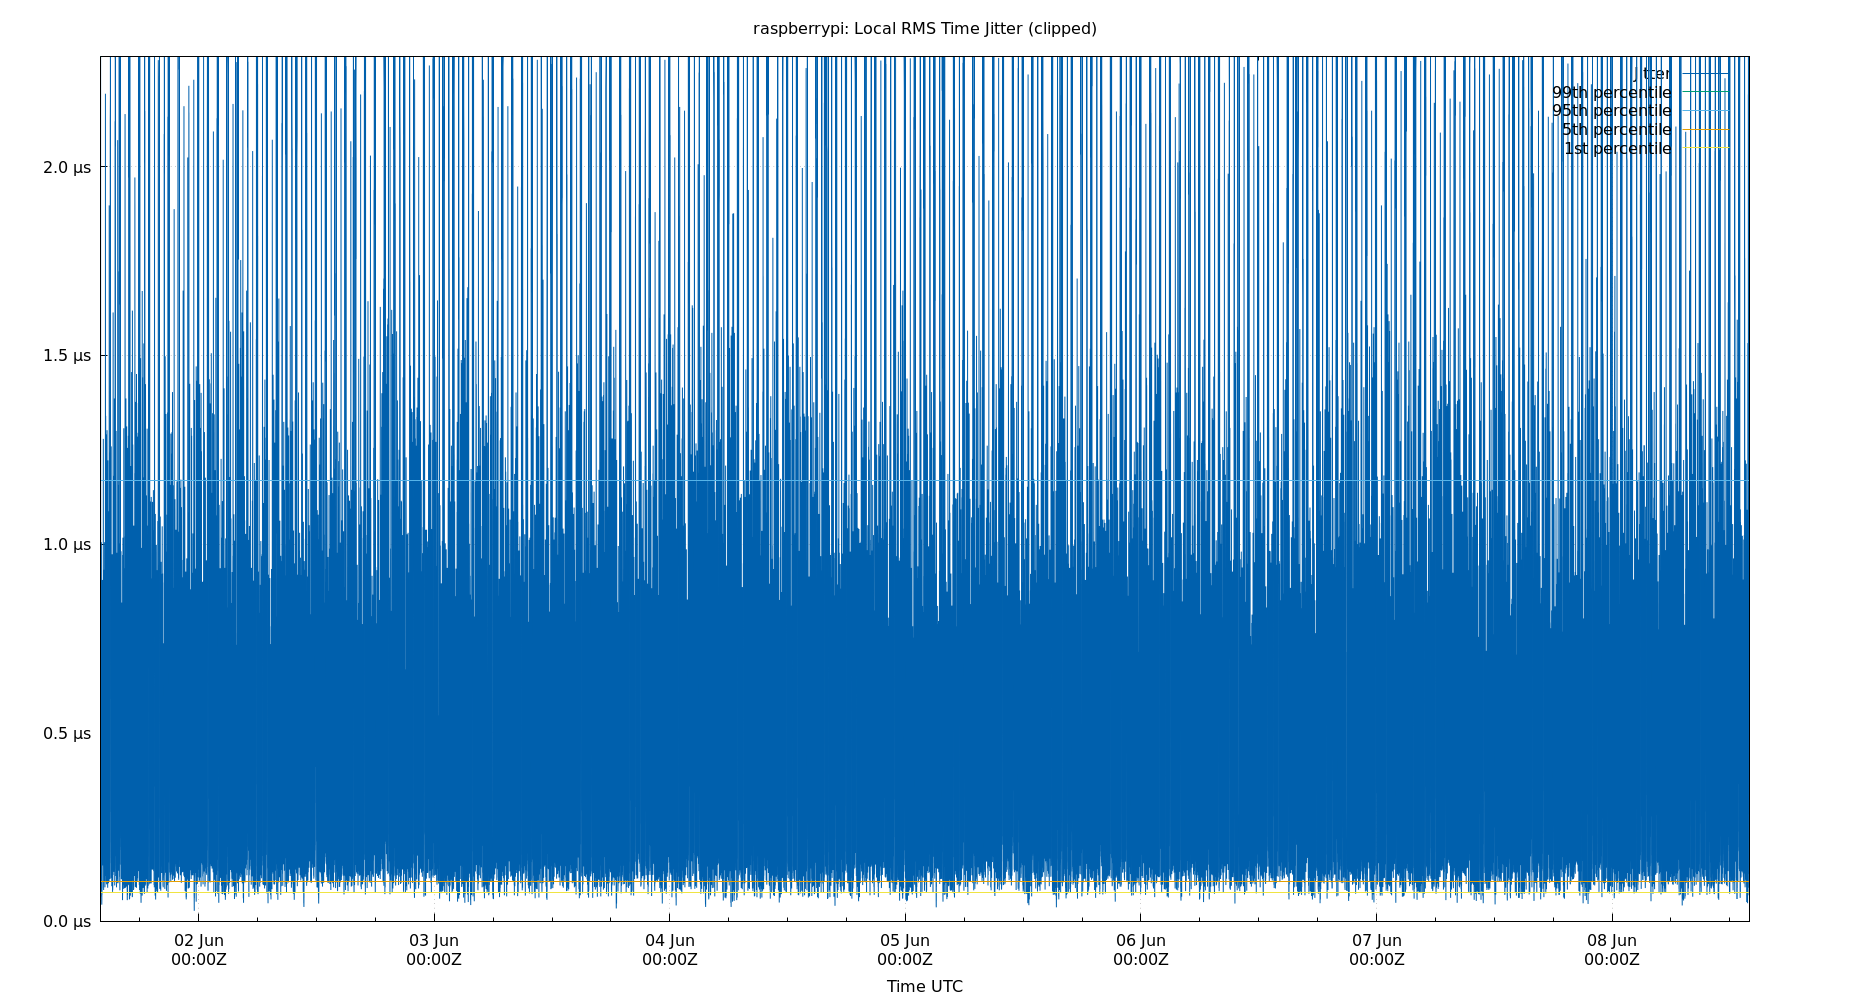 raspberrypi: Local RMS Time Jitter (clipped)
Jitter
99th percentile
95th percentile
5th percentile
1st percentile
2.0 μs
1.5 μs
1.0 μs
0.5 μs
0.0 μs
02 Jun 03 Jun 04 Jun 05 Jun 06 Jun 07 Jun 08 Jun
00:00Z 00:00Z 00:00Z 00:00Z 00:00Z 00:00Z 00:00Z
Time UTC